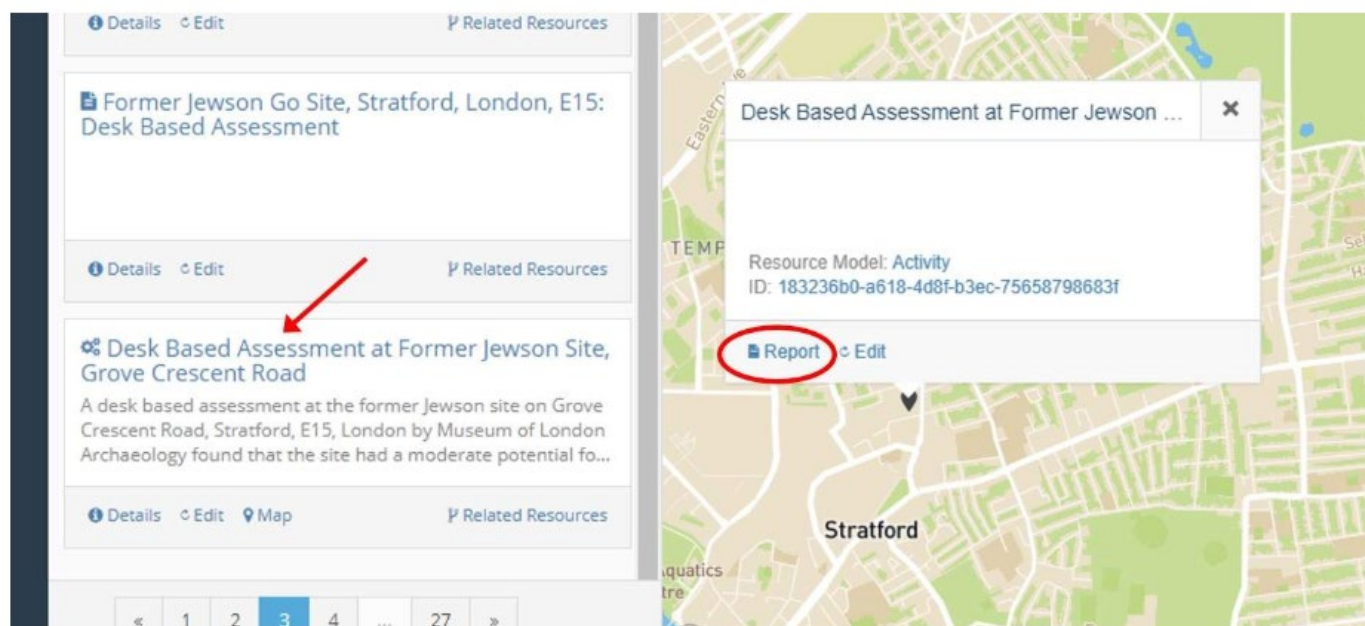 Details Edit Related Resources
Former Jewson Go Site, Stratford, London, E15:
Desk Based Assessment
Details Edit Related Resources
Desk Based Assessment at Former Jewson Site,
Grove Crescent Road
A desk based assessment at the former Jewson site on Grove
Crescent Road, Stratford, E15, London by Museum of London
Archaeology found that the site had a moderate potential fo...
Details Edit Map Related Resources
« 1 2 3 4 ... 27 »
Eastern
Desk Based Assessment at Former Jewson ... ×
TEMP
Resource Model: Activity
ID: 183236b0-a618-4d8f-b3ec-75658798683f
Report Edit
Stratford
quatics
tre